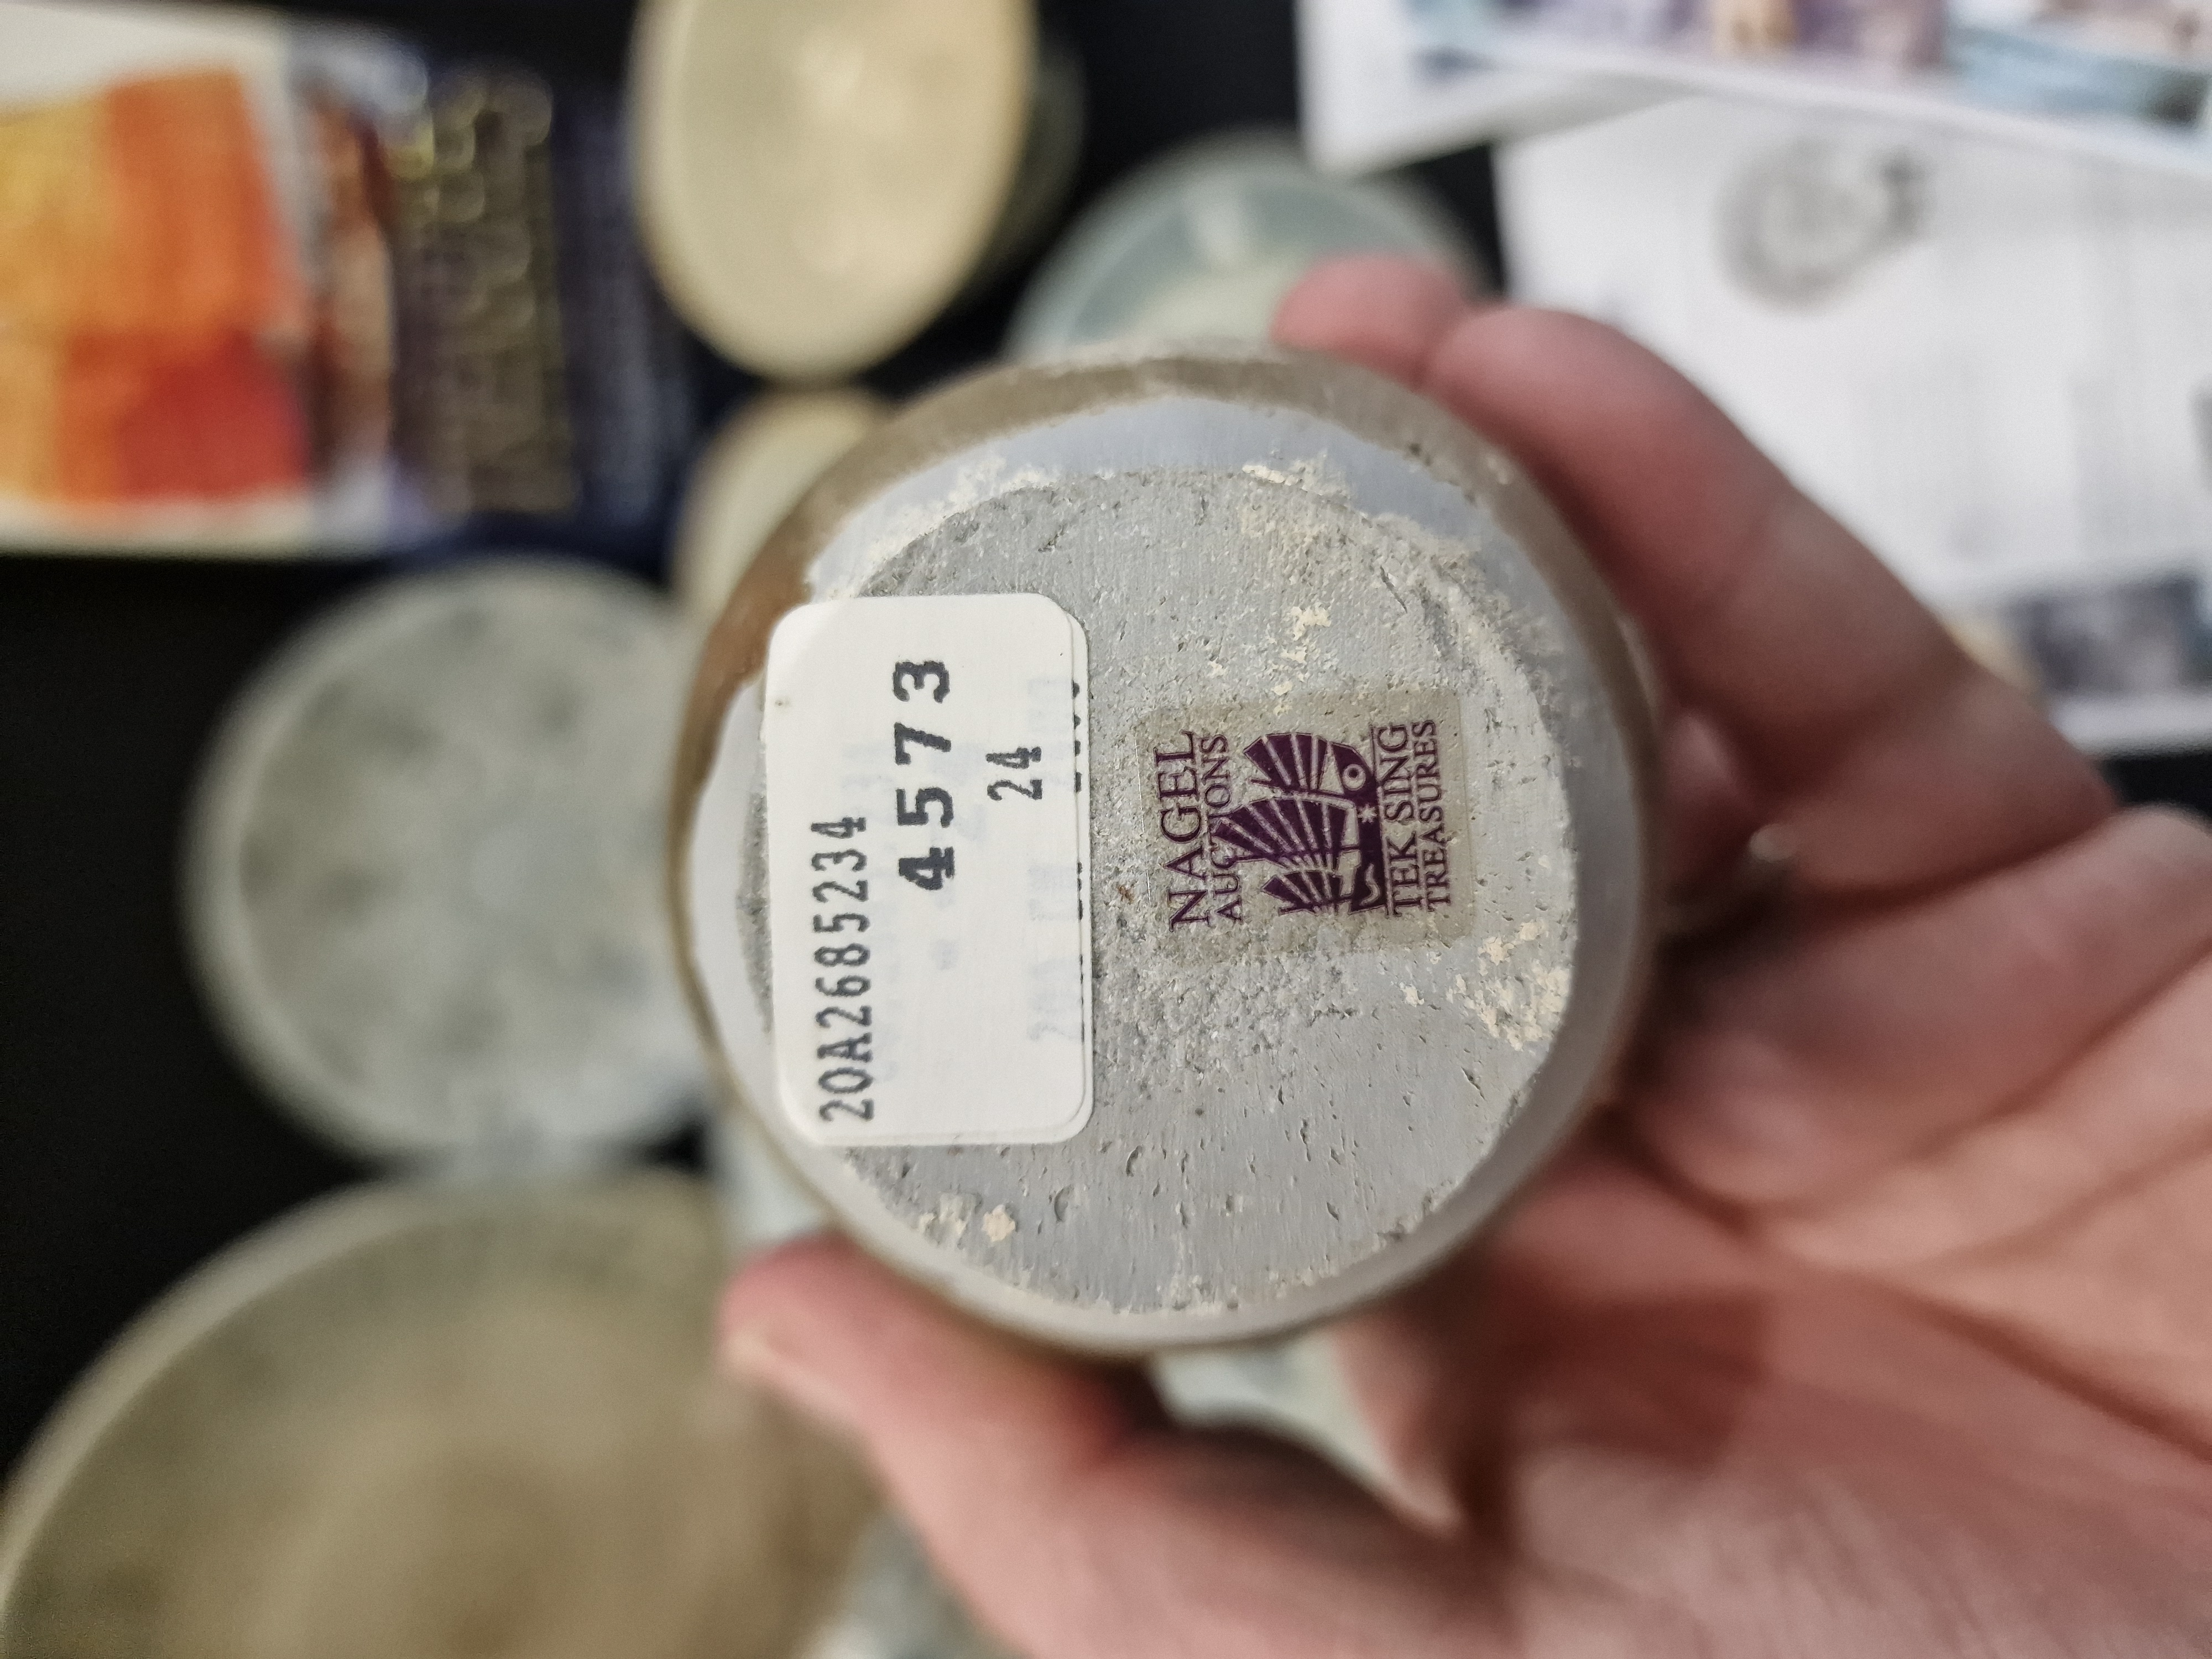 20A2685234
4573
24
NAGEL
AUCTIONS
TEK SING
TREASURES